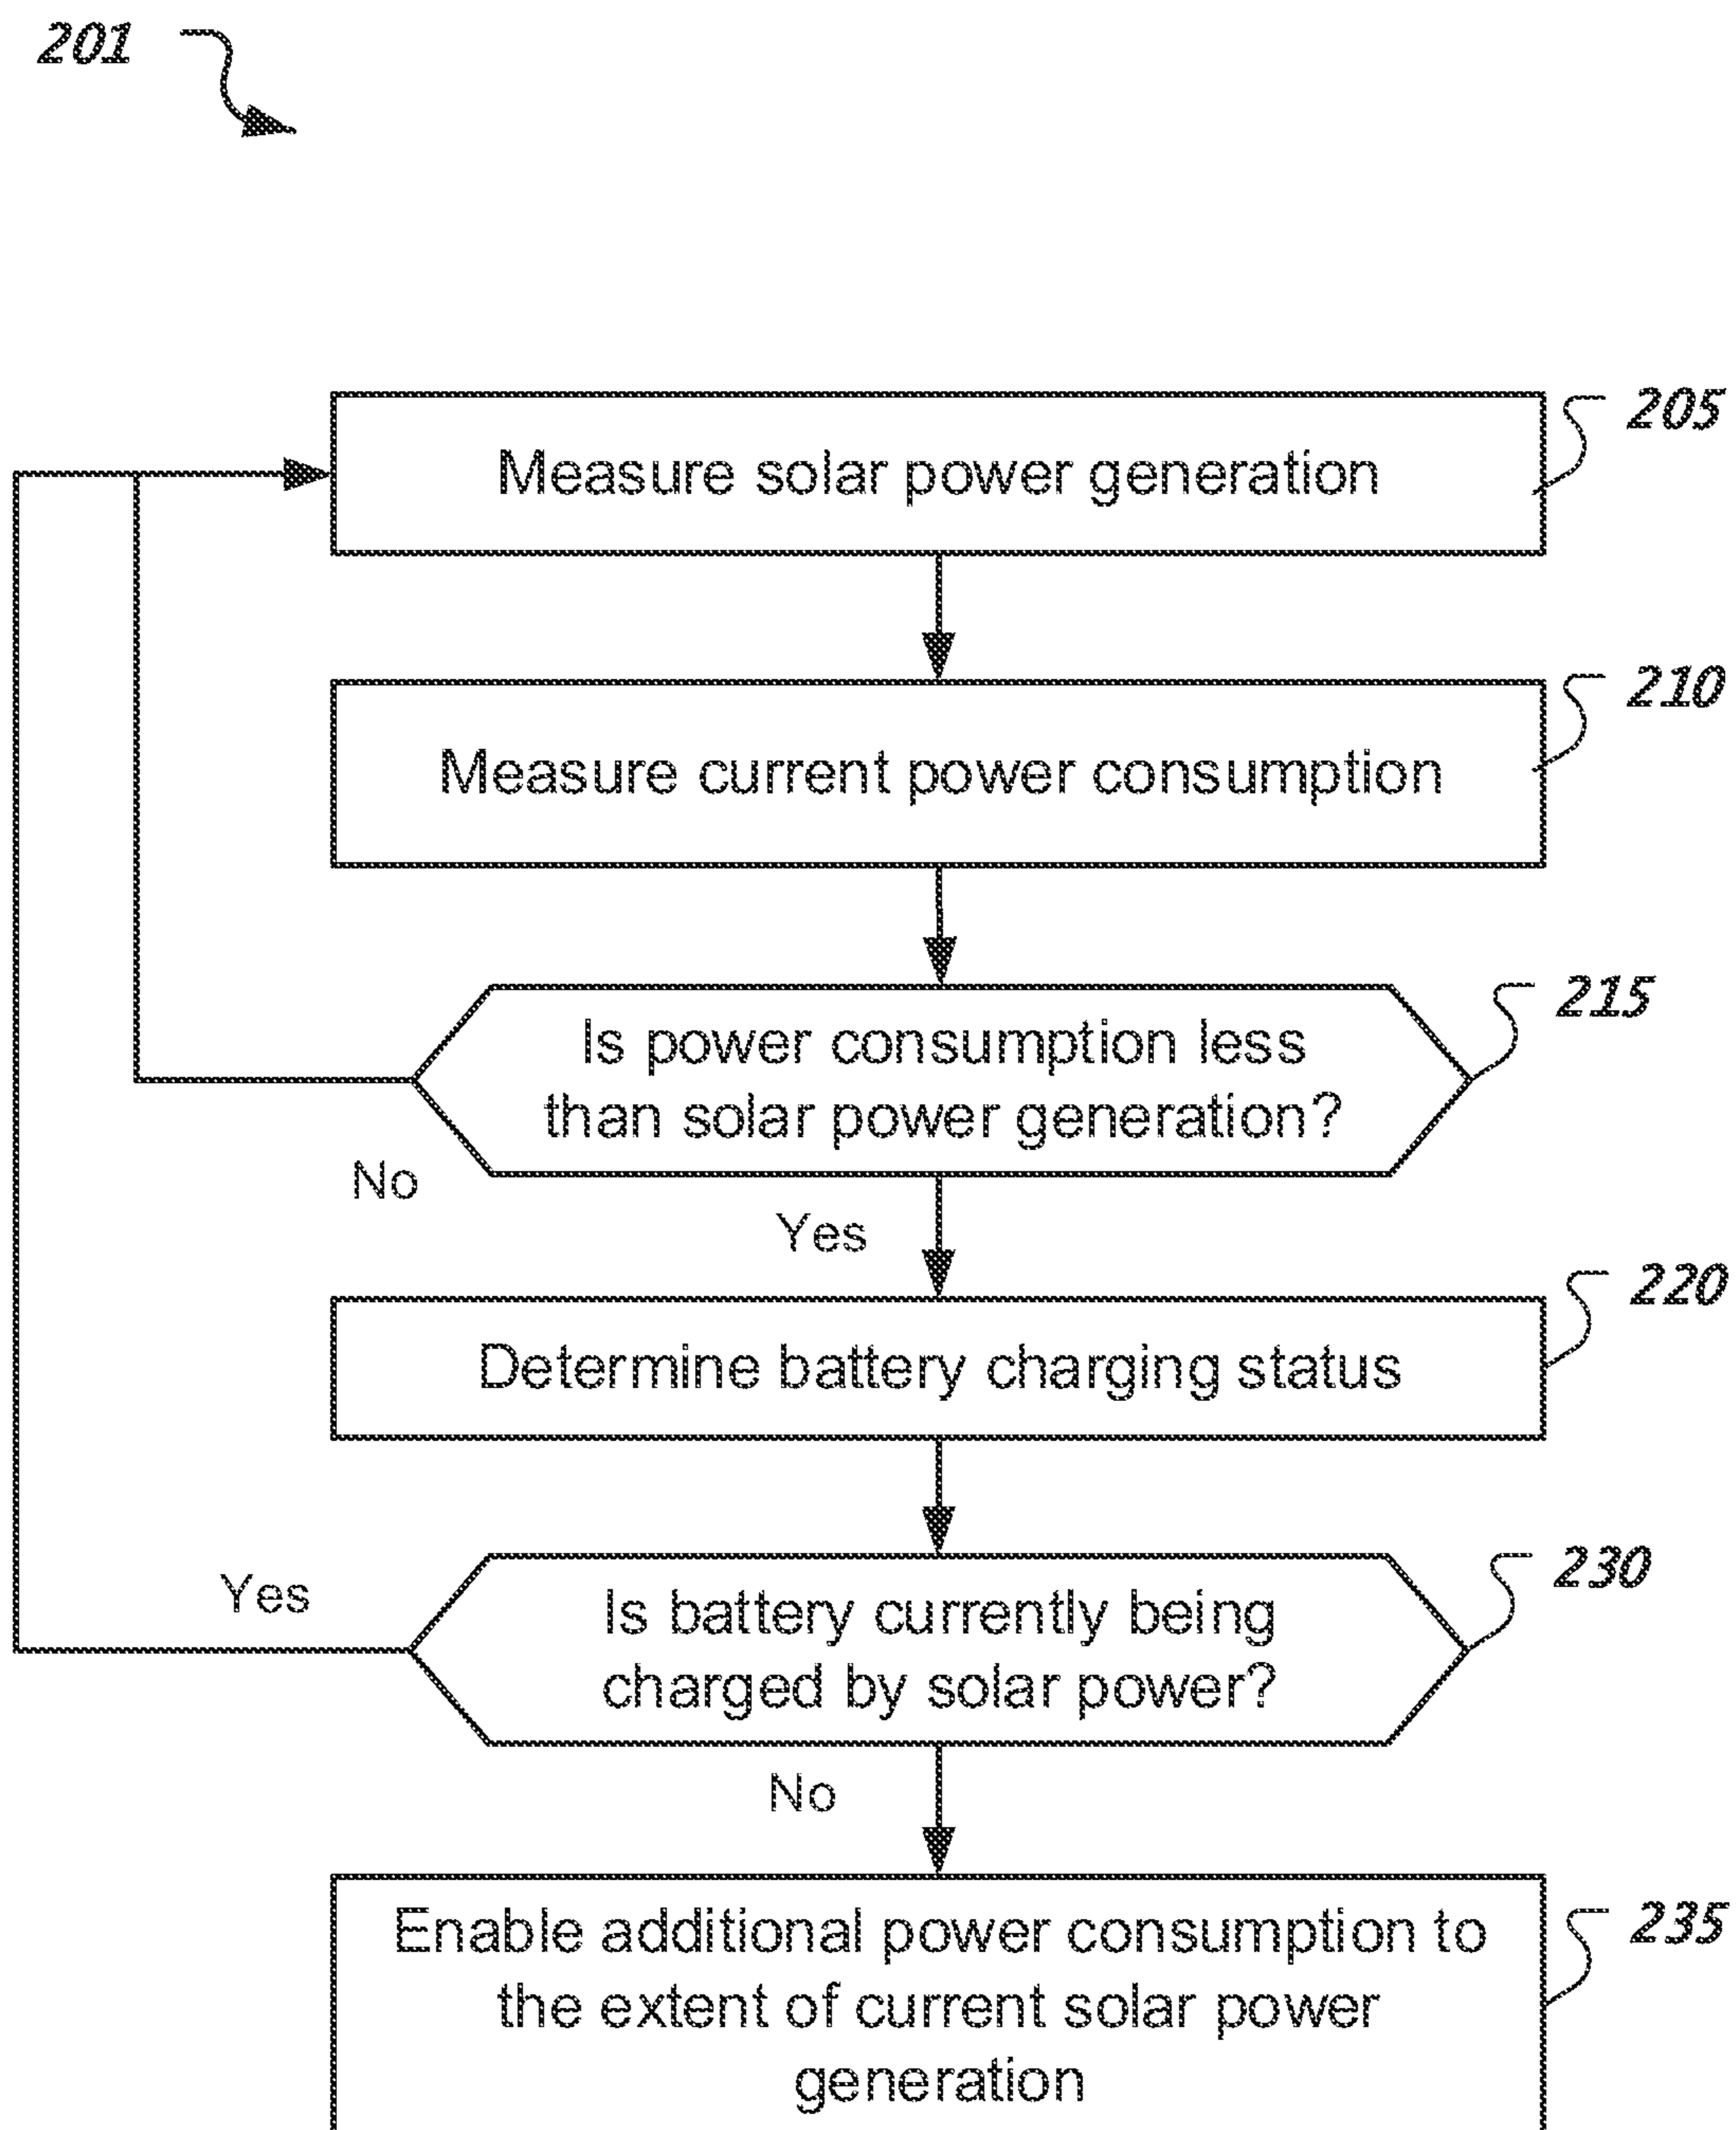 201
Measure solar power generation
205
Measure current power consumption
210
Is power consumption less
than solar power generation?
215
No
Yes
Determine battery charging status
220
Is battery currently being
charged by solar power?
230
Yes
No
Enable additional power consumption to
the extent of current solar power
generation
235